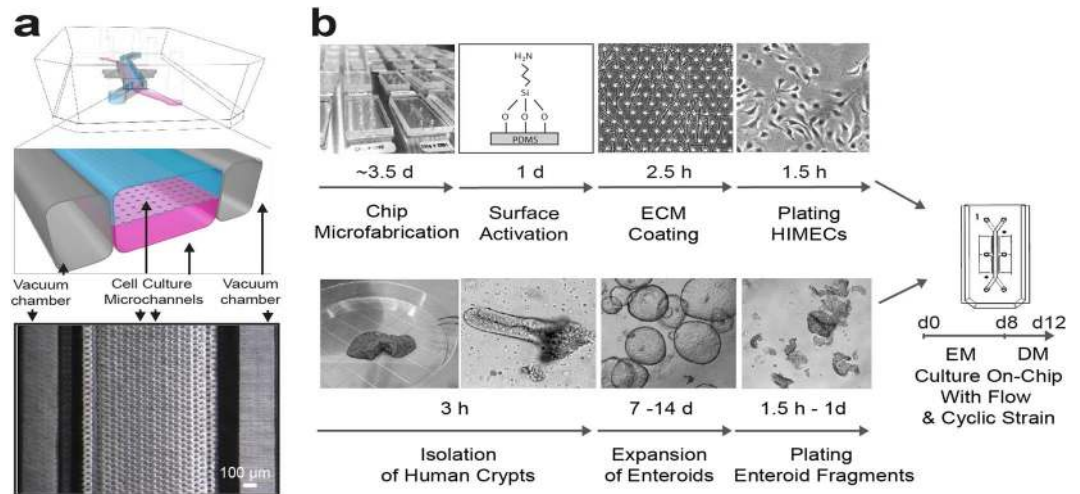 a
Vacuum chamber
Cell Culture Microchannels
Vacuum chamber
100 µm
b
H₂N
Si
O O O
PDMS
~3.5 d
1 d
2.5 h
1.5 h
Chip
Microfabrication
Surface
Activation
ECM
Coating
Plating
HIMECs
3 h
7 -14 d
1.5 h - 1d
Isolation
of Human Crypts
Expansion
of Enteroids
Plating
Enteroid Fragments
1
d0
d8
d12
EM
DM
Culture On-Chip
With Flow
& Cyclic Strain